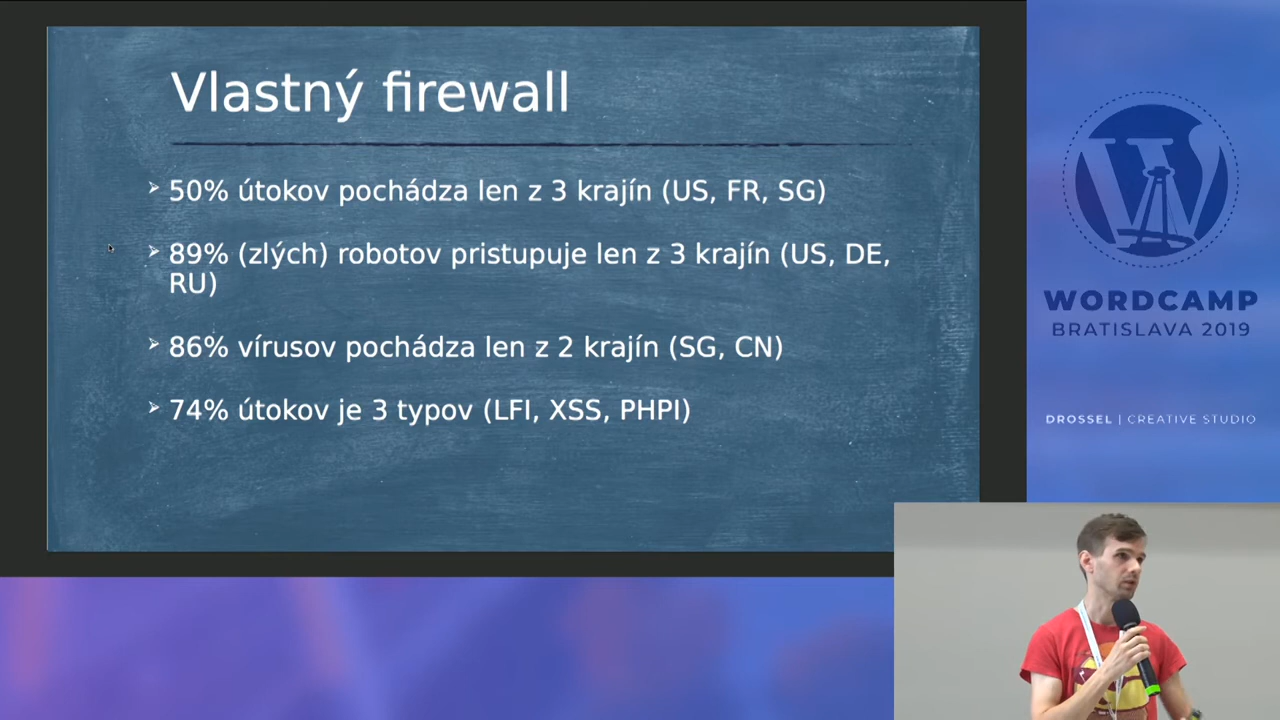 Vlastný firewall
50% útokov pochádza len z 3 krajín (US, FR, SG)
89% (zlých) robotov pristupuje len z 3 krajín (US, DE,
RU)
86% vírusov pochádza len z 2 krajín (SG, CN)
74% útokov je 3 typov (LFI, XSS, PHPI)
WORDCAMP
BRATISLAVA 2019
DROSSEL | CREATIVE STUDIO